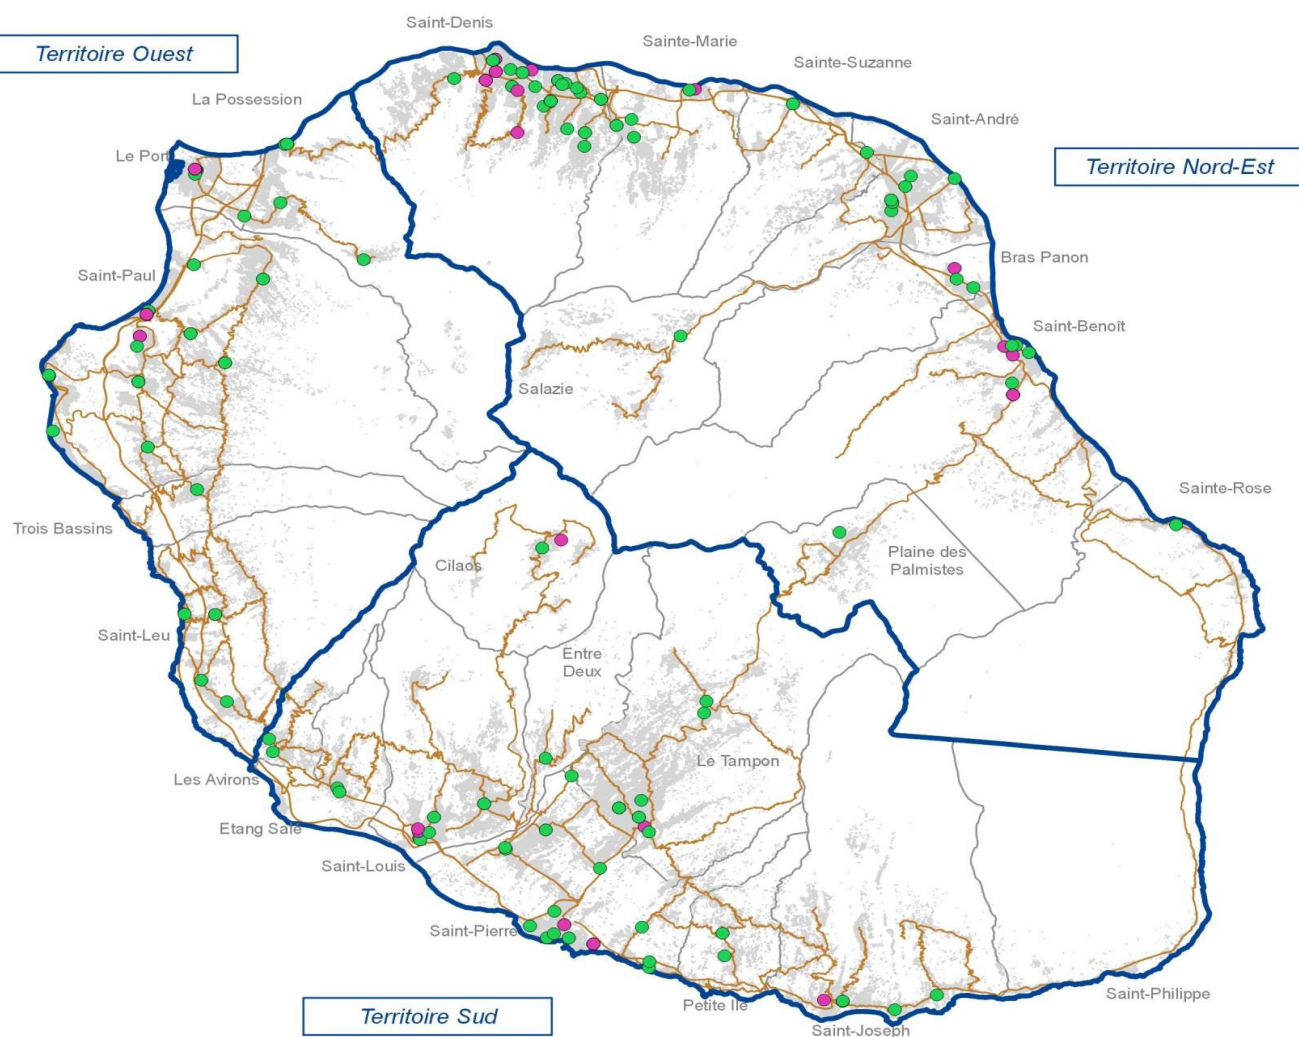 Saint-Denis
Territoire Ouest
Sainte-Marie
Sainte-Suzanne
La Possession
Saint-André
Le Port
Territoire Nord-Est
Bras Panon
Saint-Paul
Saint-Benoît
Salazie
Sainte-Rose
Trois Bassins
Plaine des
Palmistes
Cilaos
Saint-Leu
Entre
Deux
Le Tampon
Les Avirons
Etang Salé
Saint-Louis
Saint-Pierre
Saint-Philippe
Petite Ile
Territoire Sud
Saint-Joseph